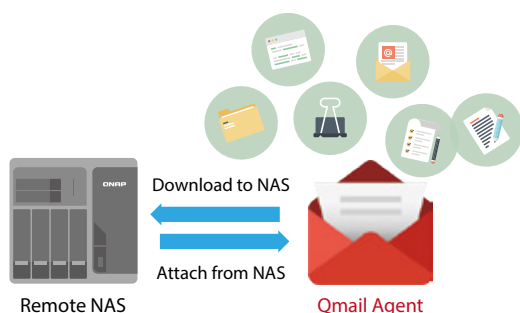 @
QNAP
Download to NAS
Attach from NAS
Remote NAS
Qmail Agent